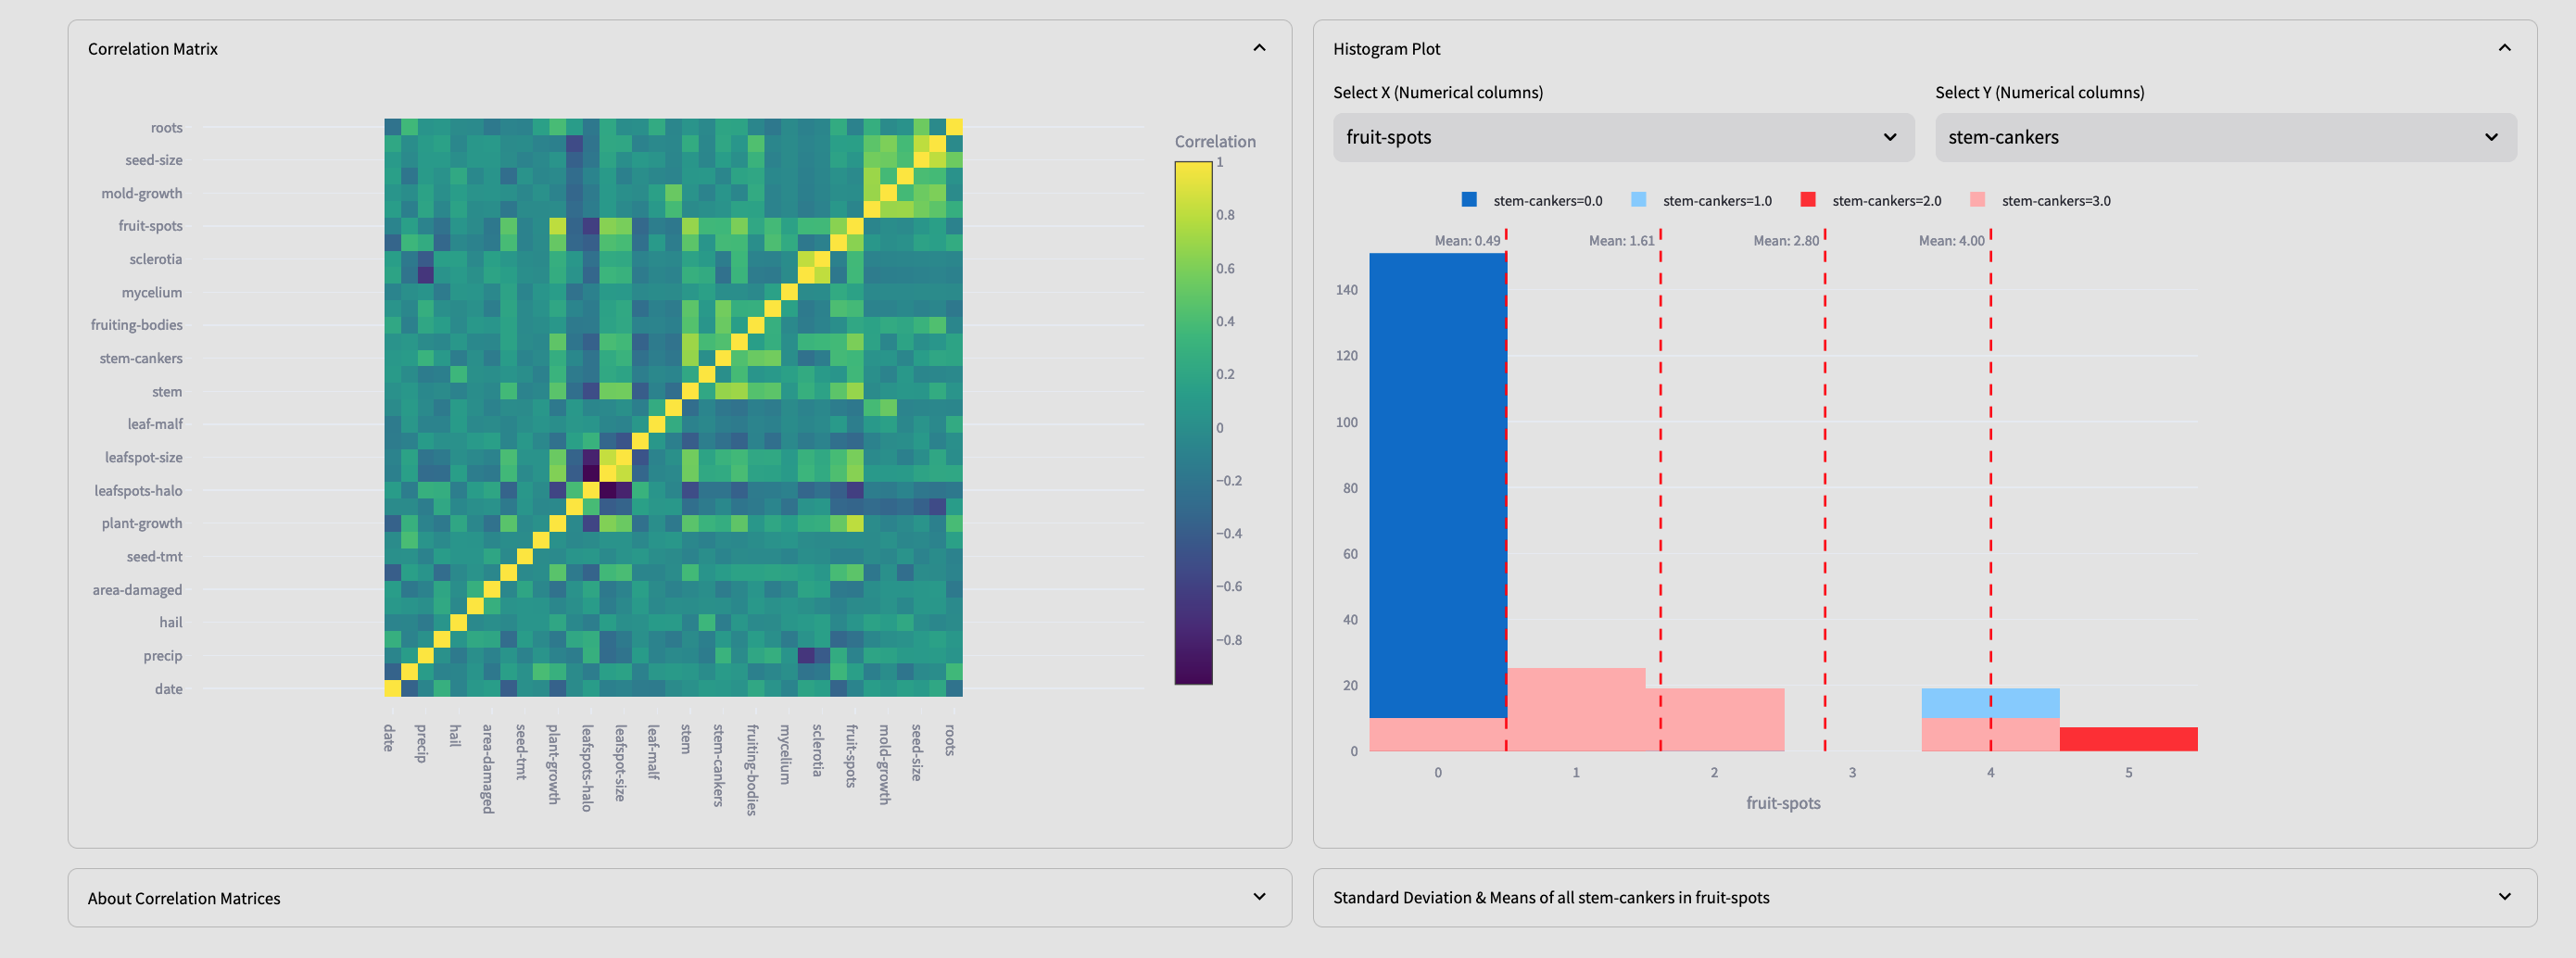 Correlation Matrix
roots
seed-size
mold-growth
fruit-spots
sclerotia
mycelium
fruiting-bodies
stem-cankers
stem
leaf-malf
leafspot-size
leafspots-halo
plant-growth
seed-tmt
area-damaged
hail
precip
date
date
precip
hail
area-damaged
seed-tmt
plant-growth
leafspots-halo
leafspot-size
leaf-malf
stem
stem-cankers
fruiting-bodies
mycelium
sclerotia
fruit-spots
mold-growth
seed-size
roots
Correlation
1
0.8
0.6
0.4
0.2
0
−0.2
−0.4
−0.6
−0.8
Histogram Plot
Select X (Numerical columns)
fruit-spots
Select Y (Numerical columns)
stem-cankers
stem-cankers=0.0 stem-cankers=1.0 stem-cankers=2.0 stem-cankers=3.0
Mean: 0.49 Mean: 1.61 Mean: 2.80 Mean: 4.00
140
120
100
80
60
40
20
0
0 1 2 3 4 5
fruit-spots
About Correlation Matrices
Standard Deviation & Means of all stem-cankers in fruit-spots